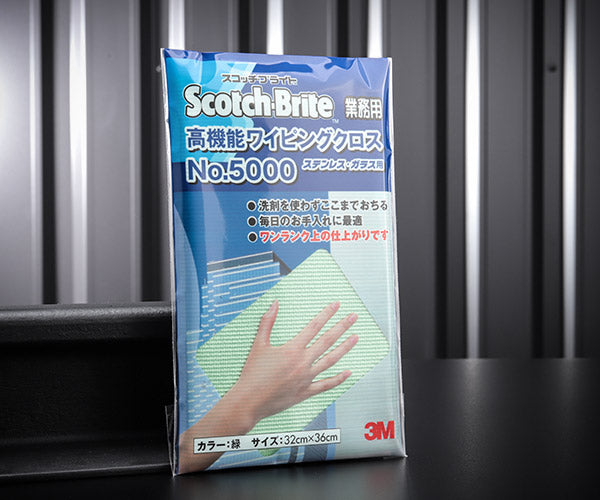 スコッチ・ブライト
Scotch-Brite™ 業務用
高機能ワイピングクロス
No.5000 ステンレス・ガラス用
●洗剤を使わずここまでおちる
●毎日のお手入れに最適
●ワンランク上の仕上がりです
カラー:緑 サイズ:32cm×36cm
3M